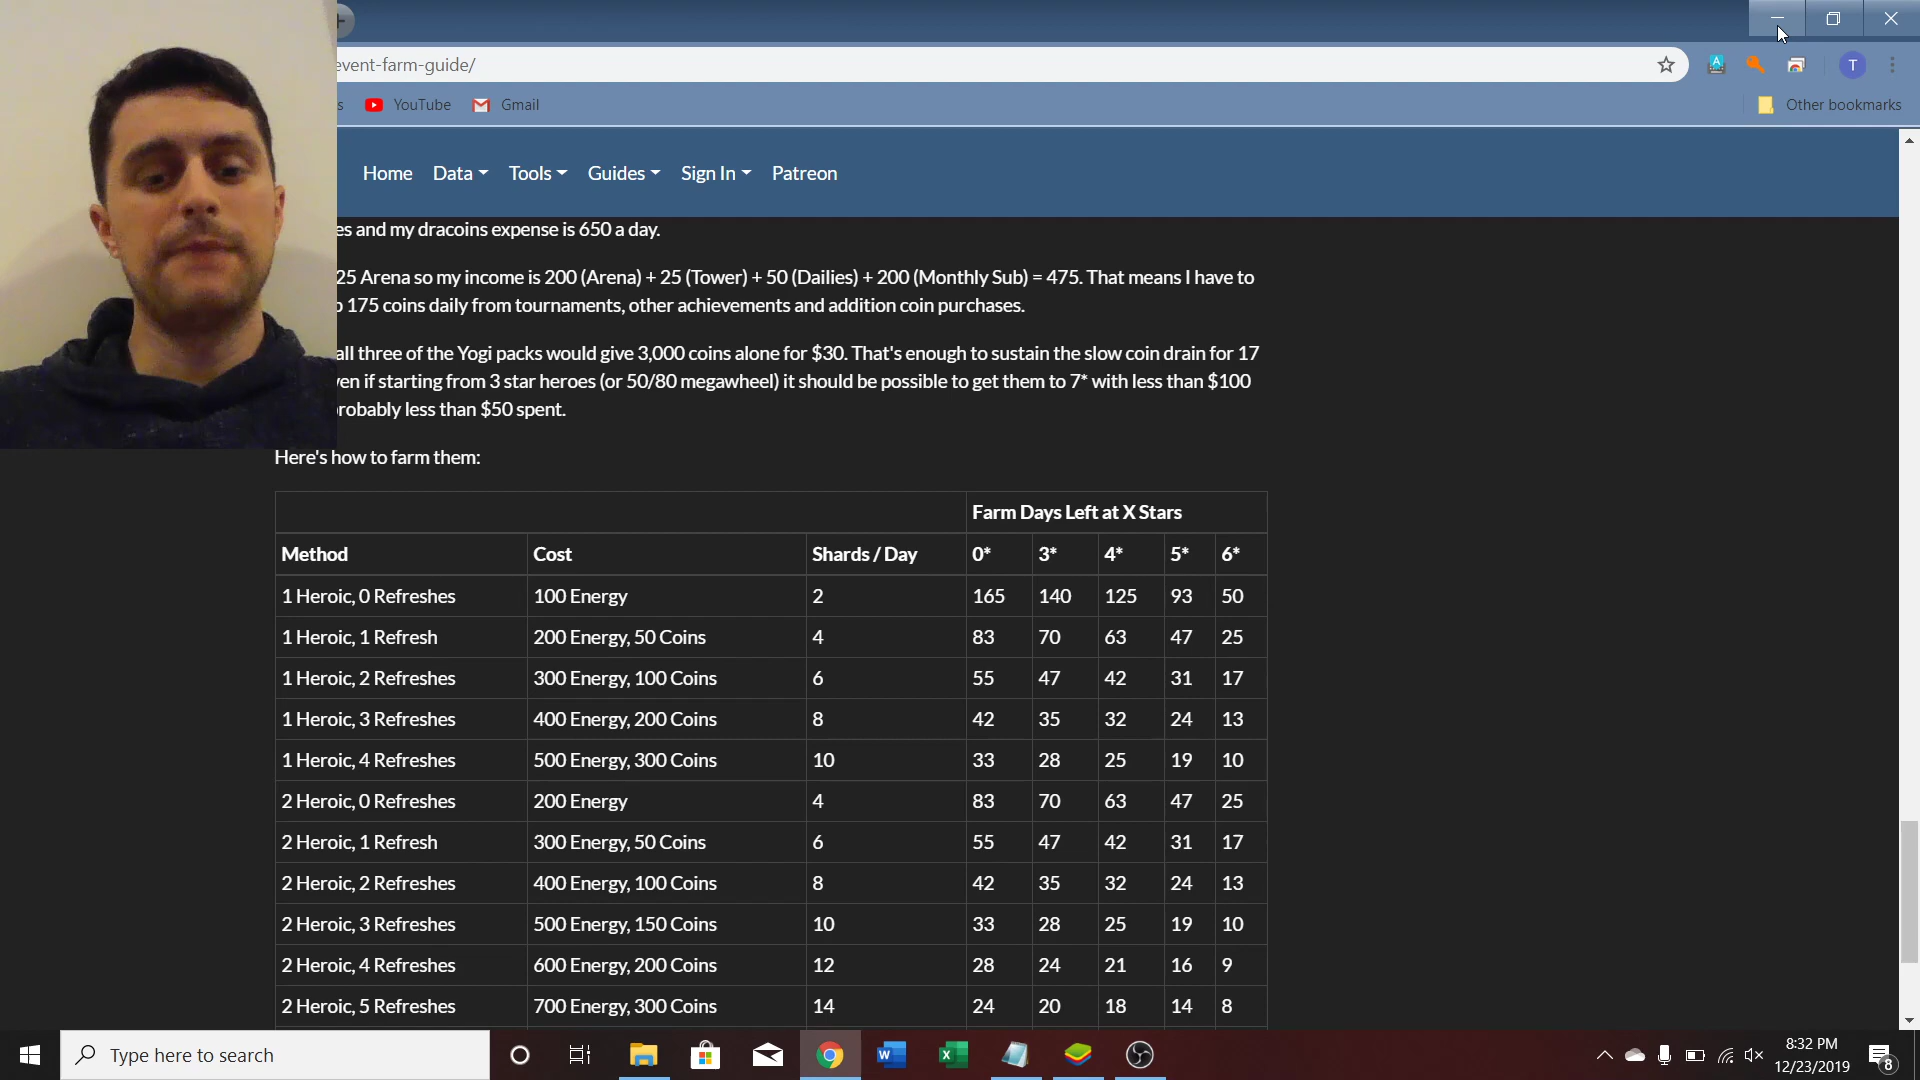 event-farm-guide/
T
YouTube Gmail Other bookmarks
Home Data Tools Guides Sign In Patreon
and my dracoins expense is 650 a day.
25 Arena so my income is 200 (Arena) + 25 (Tower) + 50 (Dailies) + 200 (Monthly Sub) = 475. That means I have to
175 coins daily from tournaments, other achievements and addition coin purchases.
all three of the Yogi packs would give 3,000 coins alone for $30. That's enough to sustain the slow coin drain for 17
if starting from 3 star heroes (or 50/80 megawheel) it should be possible to get them to 7* with less than $100
probably less than $50 spent.
Here's how to farm them:
Farm Days Left at X Stars
Method Cost Shards / Day 0* 3* 4* 5* 6*
1 Heroic, 0 Refreshes 100 Energy 2 165 140 125 93 50
1 Heroic, 1 Refresh 200 Energy, 50 Coins 4 83 70 63 47 25
1 Heroic, 2 Refreshes 300 Energy, 100 Coins 6 55 47 42 31 17
1 Heroic, 3 Refreshes 400 Energy, 200 Coins 8 42 35 32 24 13
1 Heroic, 4 Refreshes 500 Energy, 300 Coins 10 33 28 25 19 10
2 Heroic, 0 Refreshes 200 Energy 4 83 70 63 47 25
2 Heroic, 1 Refresh 300 Energy, 50 Coins 6 55 47 42 31 17
2 Heroic, 2 Refreshes 400 Energy, 100 Coins 8 42 35 32 24 13
2 Heroic, 3 Refreshes 500 Energy, 150 Coins 10 33 28 25 19 10
2 Heroic, 4 Refreshes 600 Energy, 200 Coins 12 28 24 21 16 9
2 Heroic, 5 Refreshes 700 Energy, 300 Coins 14 24 20 18 14 8
Type here to search
8:32 PM
12/23/2019
8